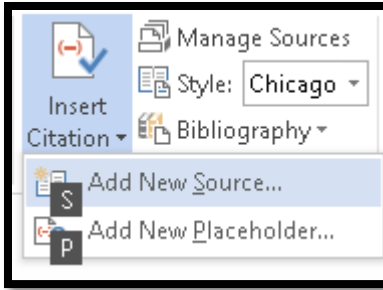 Insert
Citation
Manage Sources
Style: Chicago
Bibliography
Add New Source...
S
Add New Placeholder...
P